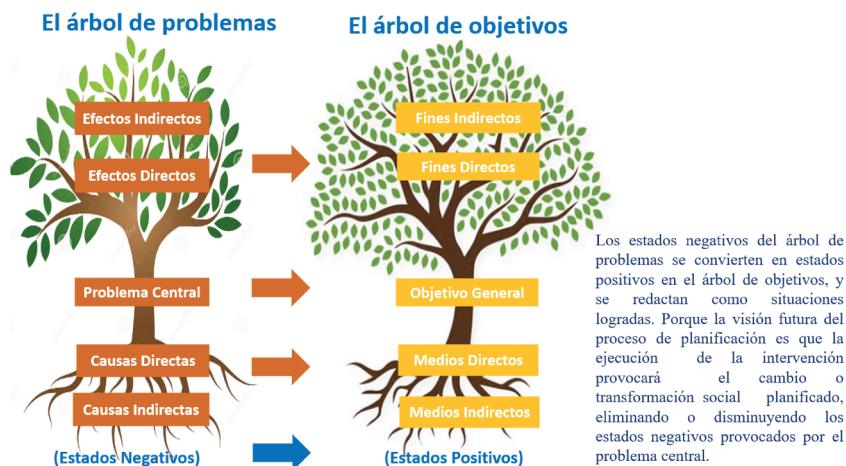 El árbol de problemas
El árbol de objetivos
Efectos Indirectos
Fines Indirectos
Efectos Directos
Fines Directos
Problema Central
Objetivo General
Causas Directas
Medios Directos
Causas Indirectas
Medios Indirectos
(Estados Negativos)
(Estados Positivos)
Los estados negativos del árbol de
problemas se convierten en estados
positivos en el árbol de objetivos, y
se redactan como situaciones
logradas. Porque la visión futura del
proceso de planificación es que la
ejecución de la intervención
provocará el cambio o
transformación social planificado,
eliminando o disminuyendo los
estados negativos provocados por el
problema central.